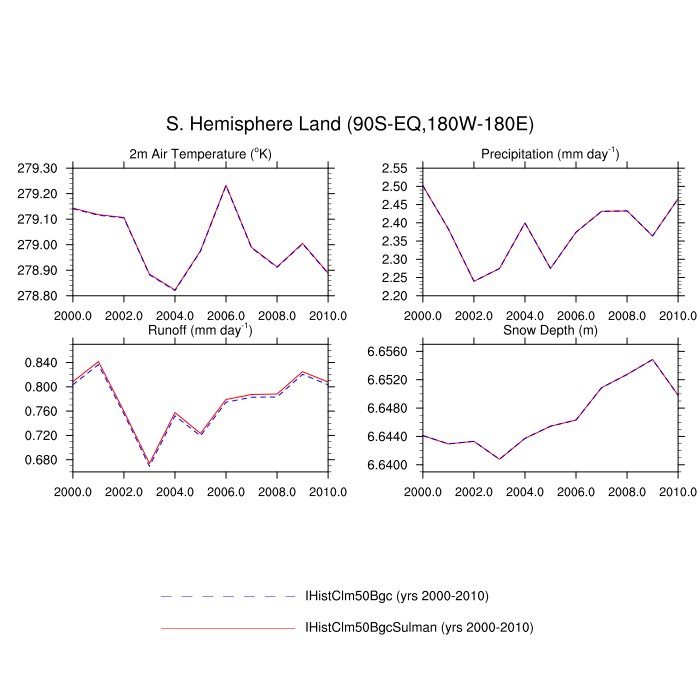 S. Hemisphere Land (90S-EQ,180W-180E)
2m Air Temperature (°K)
279.30
279.20
279.10
279.00
278.90
278.80
2000.0 2002.0 2004.0 2006.0 2008.0 2010.0
Precipitation (mm day-1)
2.55
2.50
2.45
2.40
2.35
2.30
2.25
2.20
2000.0 2002.0 2004.0 2006.0 2008.0 2010.0
Runoff (mm day-1)
0.840
0.800
0.760
0.720
0.680
2000.0 2002.0 2004.0 2006.0 2008.0 2010.0
Snow Depth (m)
6.6560
6.6520
6.6480
6.6440
6.6400
2000.0 2002.0 2004.0 2006.0 2008.0 2010.0
IHistClm50Bgc (yrs 2000-2010)
IHistClm50BgcSulman (yrs 2000-2010)